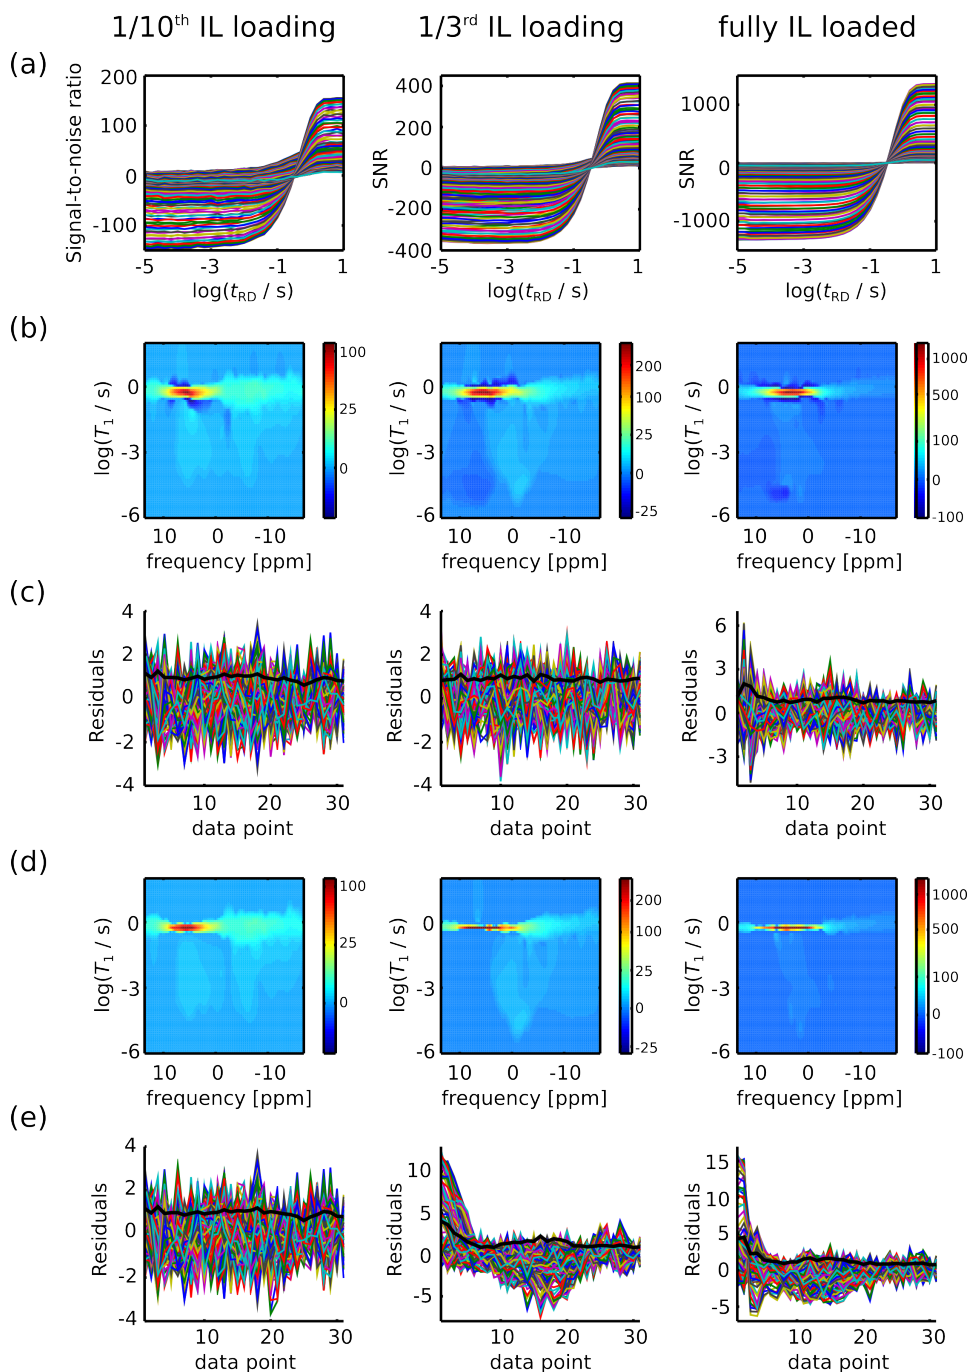 1/10th IL loading 1/3rd IL loading fully IL loaded
(a)
Signal-to-noise ratio SNR SNR
200 400
100 200 1000
0 0 0
-100 -200 -1000
-400
-5 -3 -1 1 -5 -3 -1 1 -5 -3 -1 1
log(tRD / s) log(tRD / s) log(tRD / s)
(b)
log(T1 / s) log(T1 / s) log(T1 / s)
0 -3 -6 0 -3 -6 0 -3 -6
100 25 0 200 100 25 0 -25 1000 500 100 0 -100
10 0 -10 10 0 -10 10 0 -10
frequency [ppm] frequency [ppm] frequency [ppm]
(c)
Residuals Residuals Residuals
4 2 0 -2 -4 4 2 0 -2 -4 6 3 0 -3
10 20 30 10 20 30 10 20 30
data point data point data point
(d)
log(T1 / s) log(T1 / s) log(T1 / s)
0 -3 -6 0 -3 -6 0 -3 -6
100 25 0 200 100 25 0 -25 1000 500 100 0 -100
10 0 -10 10 0 -10 10 0 -10
frequency [ppm] frequency [ppm] frequency [ppm]
(e)
Residuals Residuals Residuals
4 2 0 -2 -4 10 5 0 -5 15 10 5 0 -5
10 20 30 10 20 30 10 20 30
data point data point data point